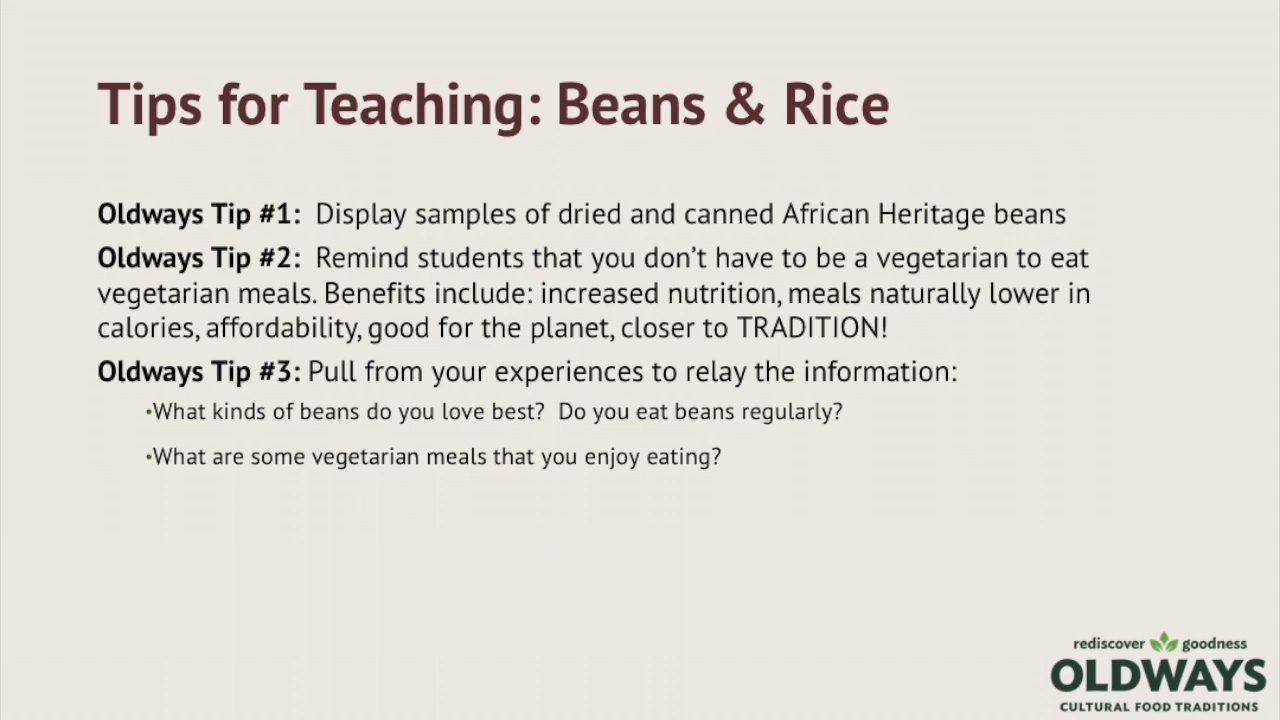 Tips for Teaching: Beans & Rice
Oldways Tip #1:  Display samples of dried and canned African Heritage beans
Oldways Tip #2:  Remind students that you don’t have to be a vegetarian to eat
vegetarian meals. Benefits include: increased nutrition, meals naturally lower in
calories, affordability, good for the planet, closer to TRADITION!
Oldways Tip #3: Pull from your experiences to relay the information:
•What kinds of beans do you love best?  Do you eat beans regularly?
•What are some vegetarian meals that you enjoy eating?
rediscover goodness
OLDWAYS
CULTURAL FOOD TRADITIONS